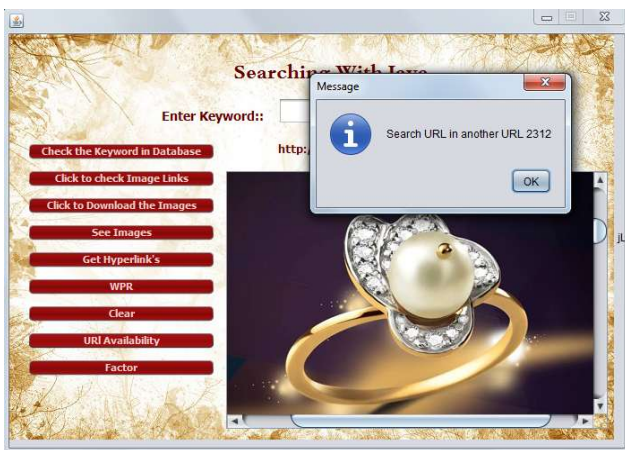 Searching With Java
Message
Enter Keyword::
Search URL in another URL 2312
OK
http:/
Check the Keyword in Database
Click to check Image Links
Click to Download the Images
See Images
Get Hyperlink's
WPR
Clear
URl Availability
Factor
jL